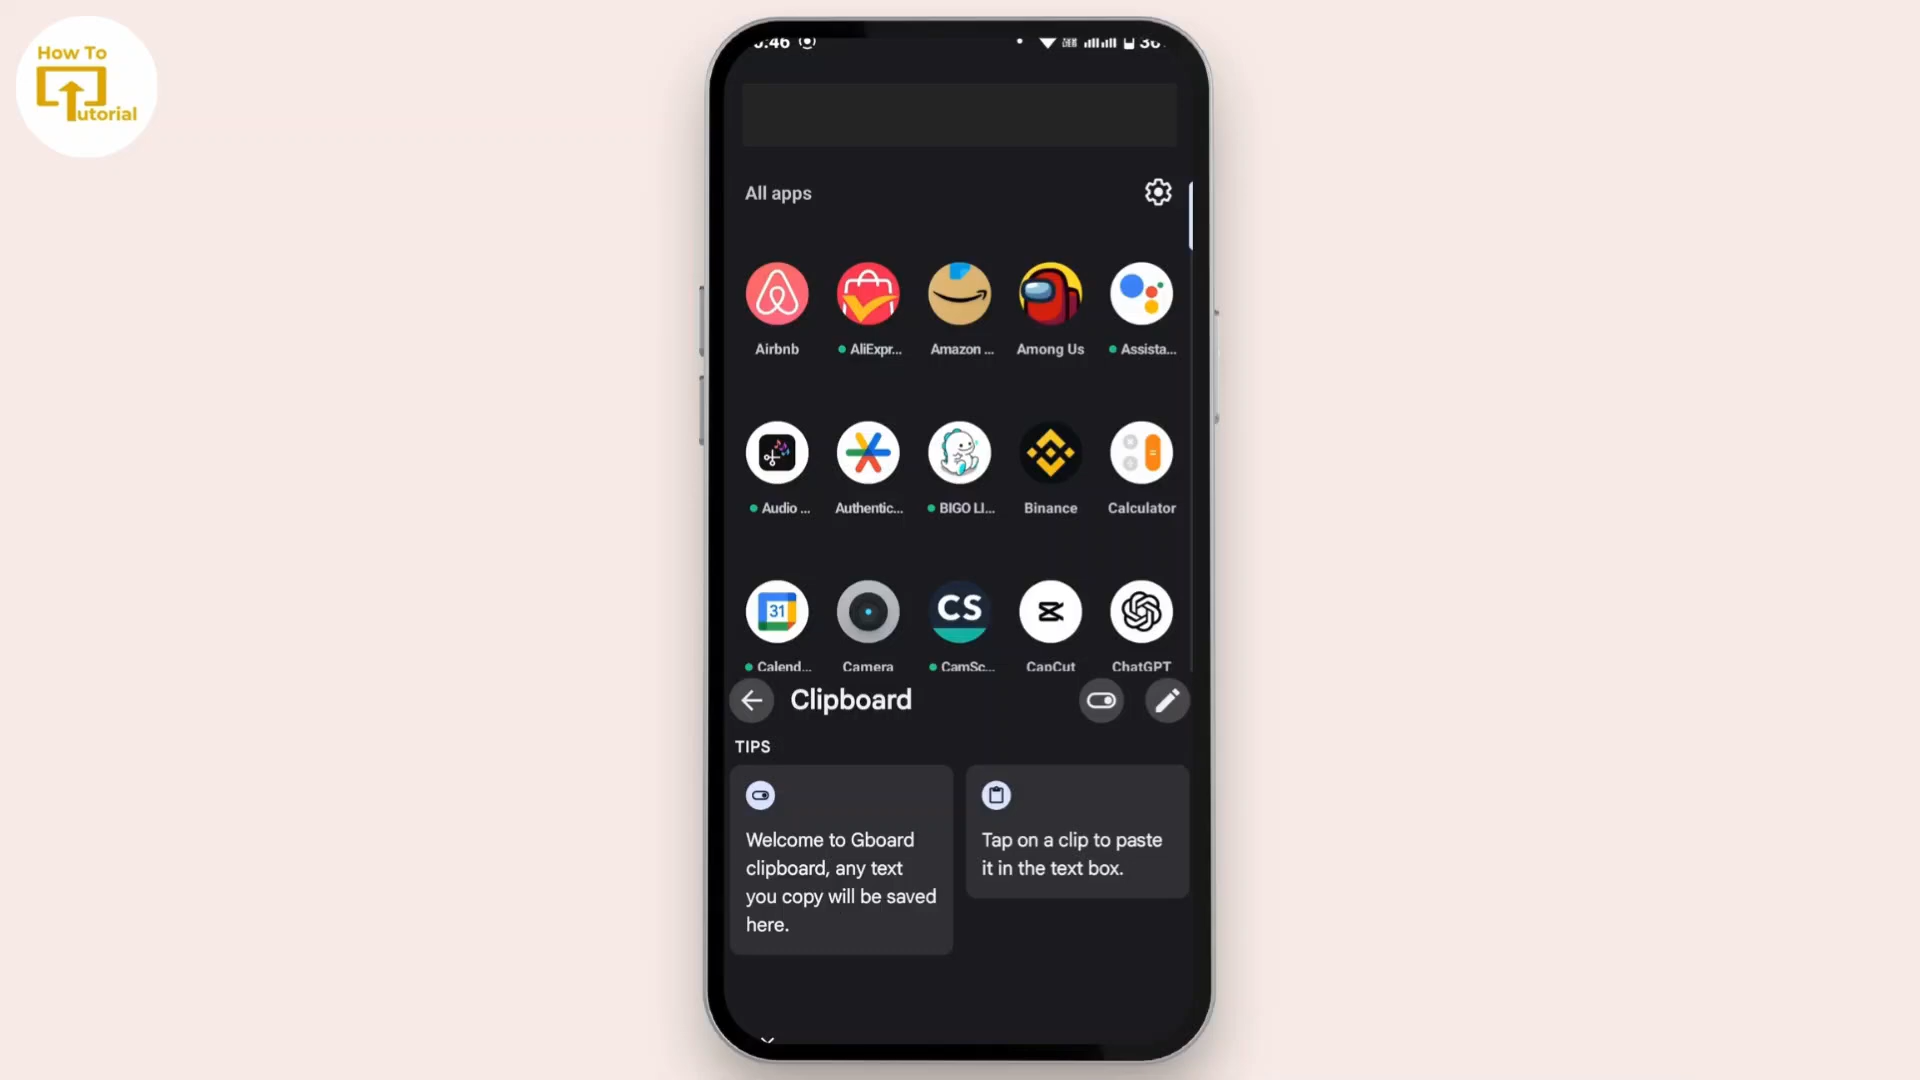 How To
Tutorial
All apps
Airbnb
AliExpr...
Amazon ...
Among Us
Assista...
Audio ...
Authentic...
BIGO LI...
Binance
Calculator
31
CS
Calend...
Camera
CamSc...
CapCut
ChatGPT
Clipboard
TIPS
Welcome to Gboard
clipboard, any text
you copy will be saved
here.
Tap on a clip to paste
it in the text box.